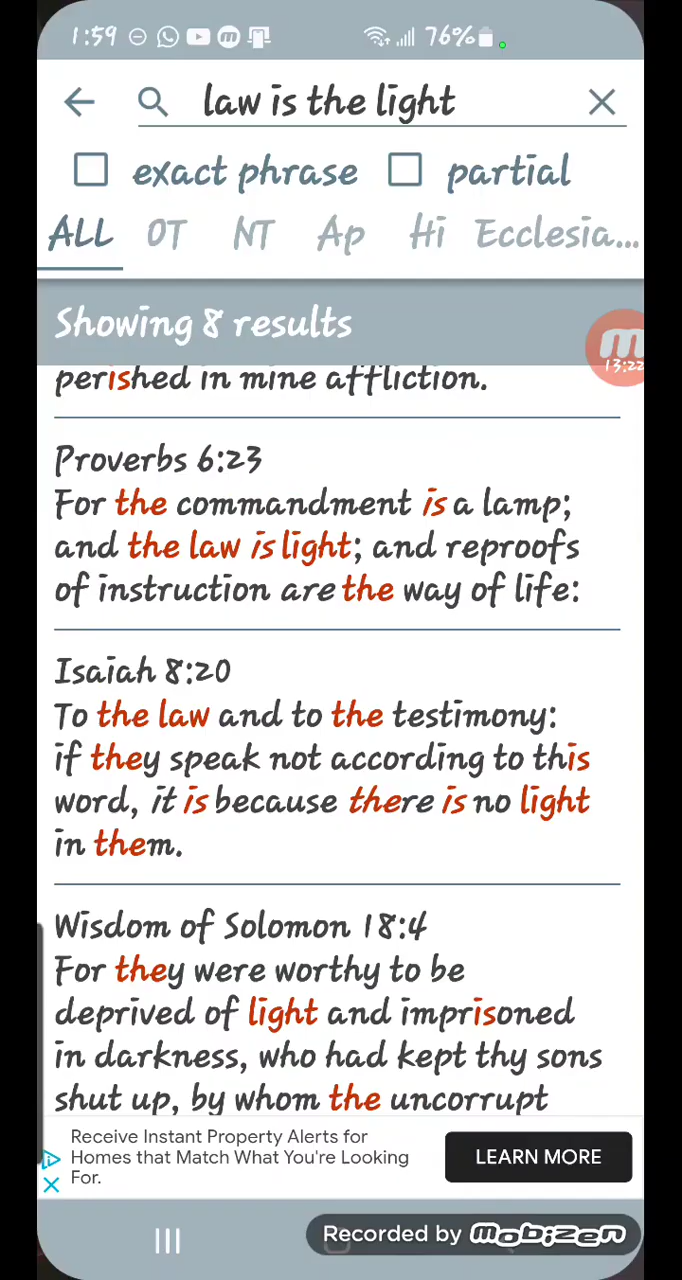 1:59 76%
law is the light
exact phrase partial
ALL OT NT Ap Hi Ecclesia...
Showing 8 results
13:22
perished in mine affliction.
Proverbs 6:23
For the commandment is a lamp;
and the law is light; and reproofs
of instruction are the way of life:
Isaiah 8:20
To the law and to the testimony:
if they speak not according to this
word, it is because there is no light
in them.
Wisdom of Solomon 18:4
For they were worthy to be
deprived of light and imprisoned
in darkness, who had kept thy sons
shut up, by whom the uncorrupt
Receive Instant Property Alerts for
Homes that Match What You're Looking
For.
LEARN MORE
Recorded by mobizen